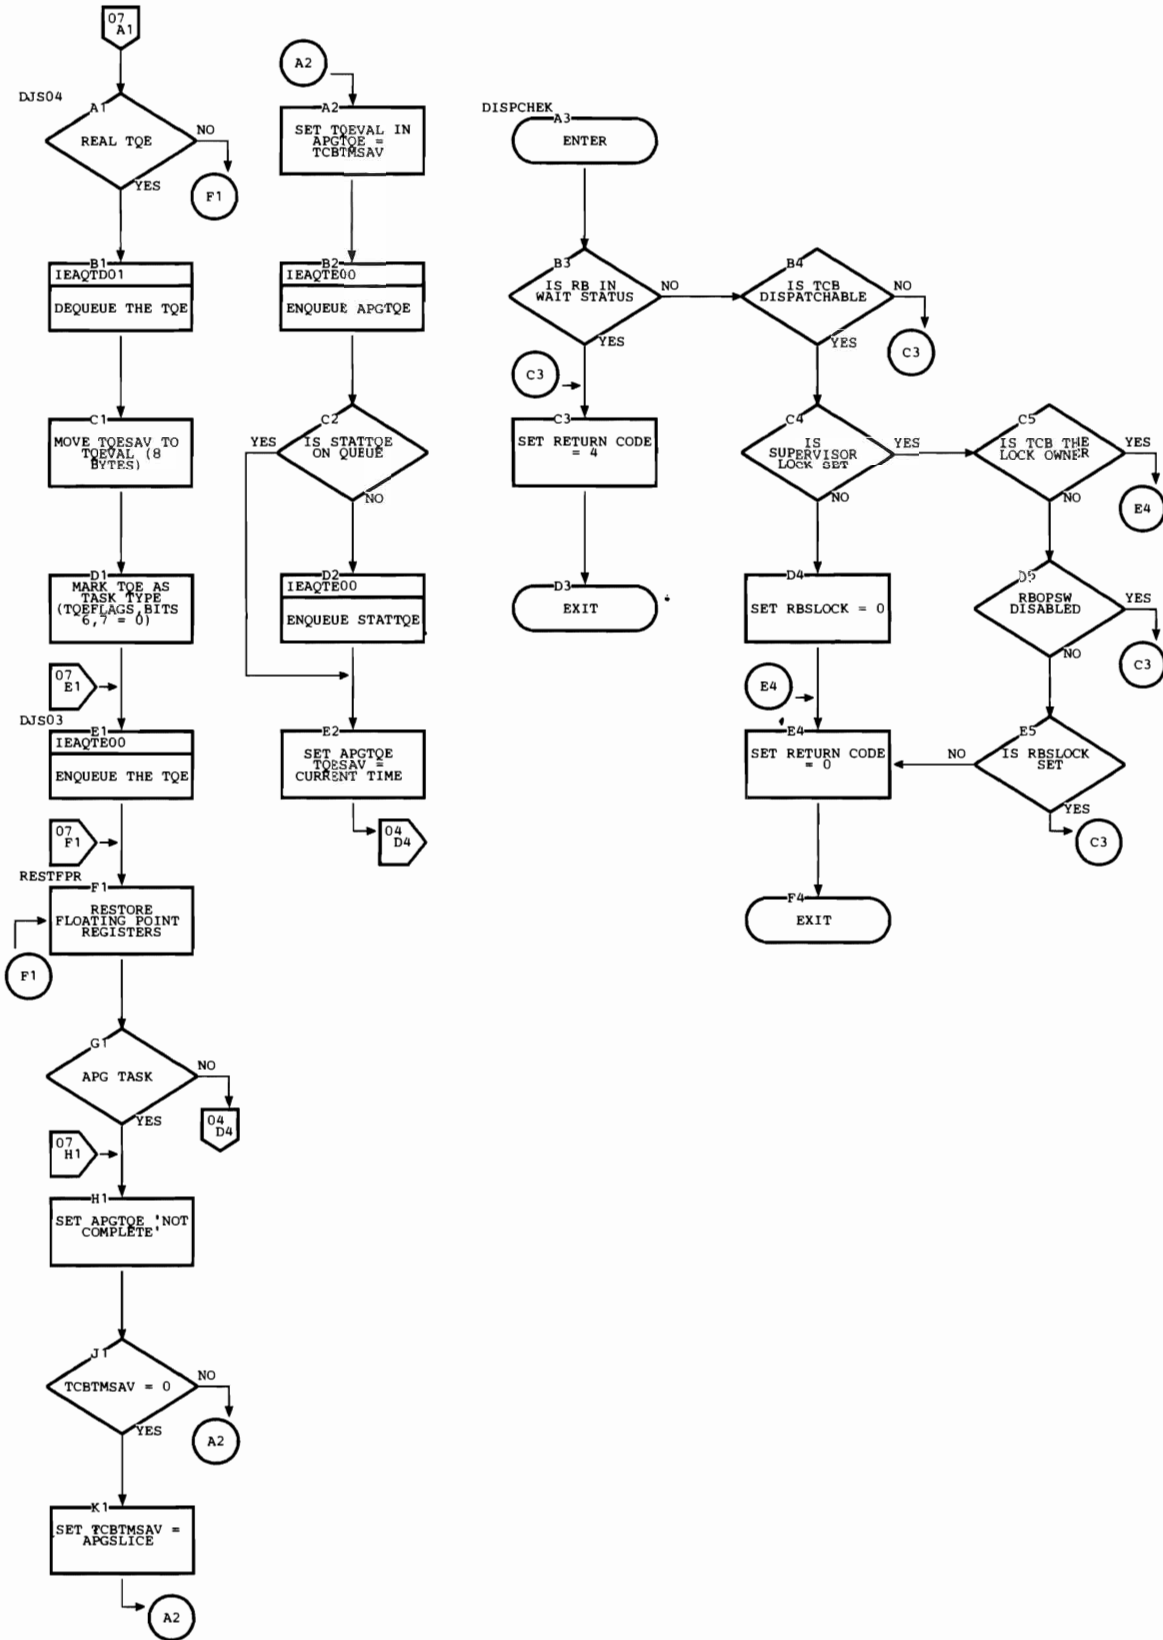 07
A1
DJS04
A1
REAL TQE
NO
F1
YES
B1
IEAQTD01
DEQUEUE THE TQE
C1
MOVE TQESAV TO
TQEVAL (8
BYTES)
D1
MARK TQE AS
TASK TYPE
(TQEFLAGS,BITS
6,7 = 0)
07
E1
DJS03
E1
IEAQTE00
ENQUEUE THE TQE
07
F1
RESTFPR
F1
RESTORE
FLOATING POINT
REGISTERS
F1
G1
APG TASK
NO
04
D4
YES
07
H1
H1
SET APGTQE 'NOT
COMPLETE'
J1
TCBTMSAV = 0
NO
A2
YES
K1
SET TCBTMSAV =
APGSLICE
A2
A2
A2
SET TQEVAL IN
APGTQE =
TCBTMSAV
B2
IEAQTE00
ENQUEUE APGTQE
C2
YES
IS STATTQE
ON QUEUE
NO
D2
IEAQTE00
ENQUEUE STATTQE
E2
SET APGTQE
TQESAV =
CURRENT TIME
04
D4
DISPCHEK
A3
ENTER
B3
IS RB IN
WAIT STATUS
NO
YES
C3
C3
SET RETURN CODE
= 4
D3
EXIT
B4
IS TCB
DISPATCHABLE
NO
C3
YES
C4
IS
SUPERVISOR
LOCK SET
YES
NO
D4
SET RBSLOCK = 0
E4
E4
SET RETURN CODE
= 0
F4
EXIT
C5
IS TCB THE
LOCK OWNER
YES
E4
NO
D5
RBOPSW
DISABLED
YES
C3
NO
E5
IS RBSLOCK
SET
NO
YES
C3